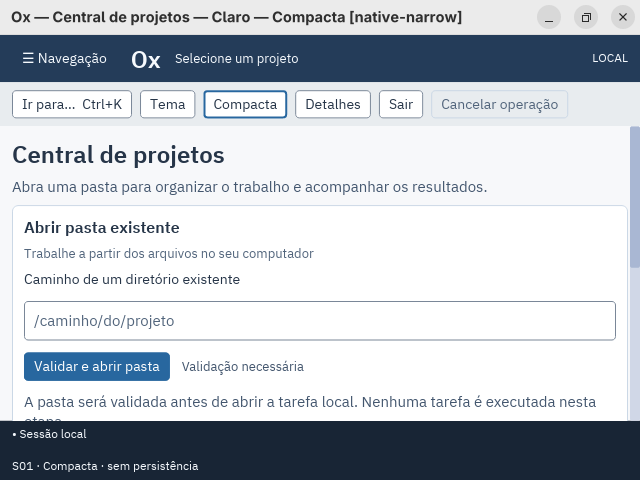 Ox — Central de projetos — Claro — Compacta [native-narrow]
☰ Navegação Ox Selecione um projeto LOCAL
Ir para... Ctrl+K Tema Compacta Detalhes Sair Cancelar operação
Central de projetos
Abra uma pasta para organizar o trabalho e acompanhar os resultados.
Abrir pasta existente
Trabalhe a partir dos arquivos no seu computador
Caminho de um diretório existente
/caminho/do/projeto
Validar e abrir pasta Validação necessária
A pasta será validada antes de abrir a tarefa local. Nenhuma tarefa é executada nesta
• Sessão local
S01 · Compacta · sem persistência